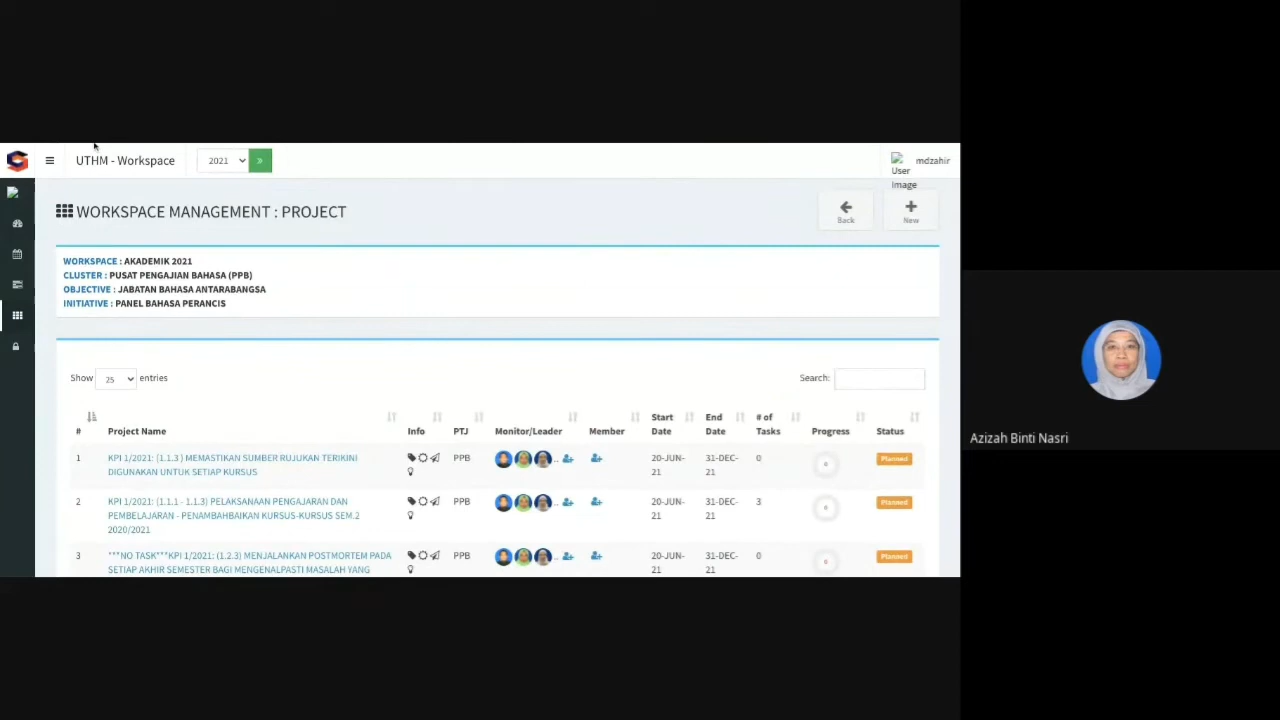 UTHM - Workspace
2021
»
User Image
mdzahir
WORKSPACE MANAGEMENT : PROJECT
Back
New
WORKSPACE : AKADEMIK 2021
CLUSTER : PUSAT PENGAJIAN BAHASA (PPB)
OBJECTIVE : JABATAN BAHASA ANTARABANGSA
INITIATIVE : PANEL BAHASA PERANCIS
Show 25 entries
Search:
# Project Name Info PTJ Monitor/Leader Member Start Date End Date # of Tasks Progress Status
1 KPI 1/2021: (1.1.3 ) MEMASTIKAN SUMBER RUJUKAN TERIKINI PPB .. 20-JUN- 31-DEC- 0 0 Planned
DIGUNAKAN UNTUK SETIAP KURSUS 21 21
2 KPI 1/2021: (1.1.1 - 1.1.3) PELAKSANAAN PENGAJARAN DAN PPB .. 20-JUN- 31-DEC- 3 0 Planned
PEMBELAJARAN - PENAMBAHBAIKAN KURSUS-KURSUS SEM.2 21 21
2020/2021
3 ***NO TASK***KPI 1/2021: (1.2.3) MENJALANKAN POSTMORTEM PADA PPB .. 20-JUN- 31-DEC- 0 0 Planned
SETIAP AKHIR SEMESTER BAGI MENGENALPASTI MASALAH YANG 21 21
Azizah Binti Nasri